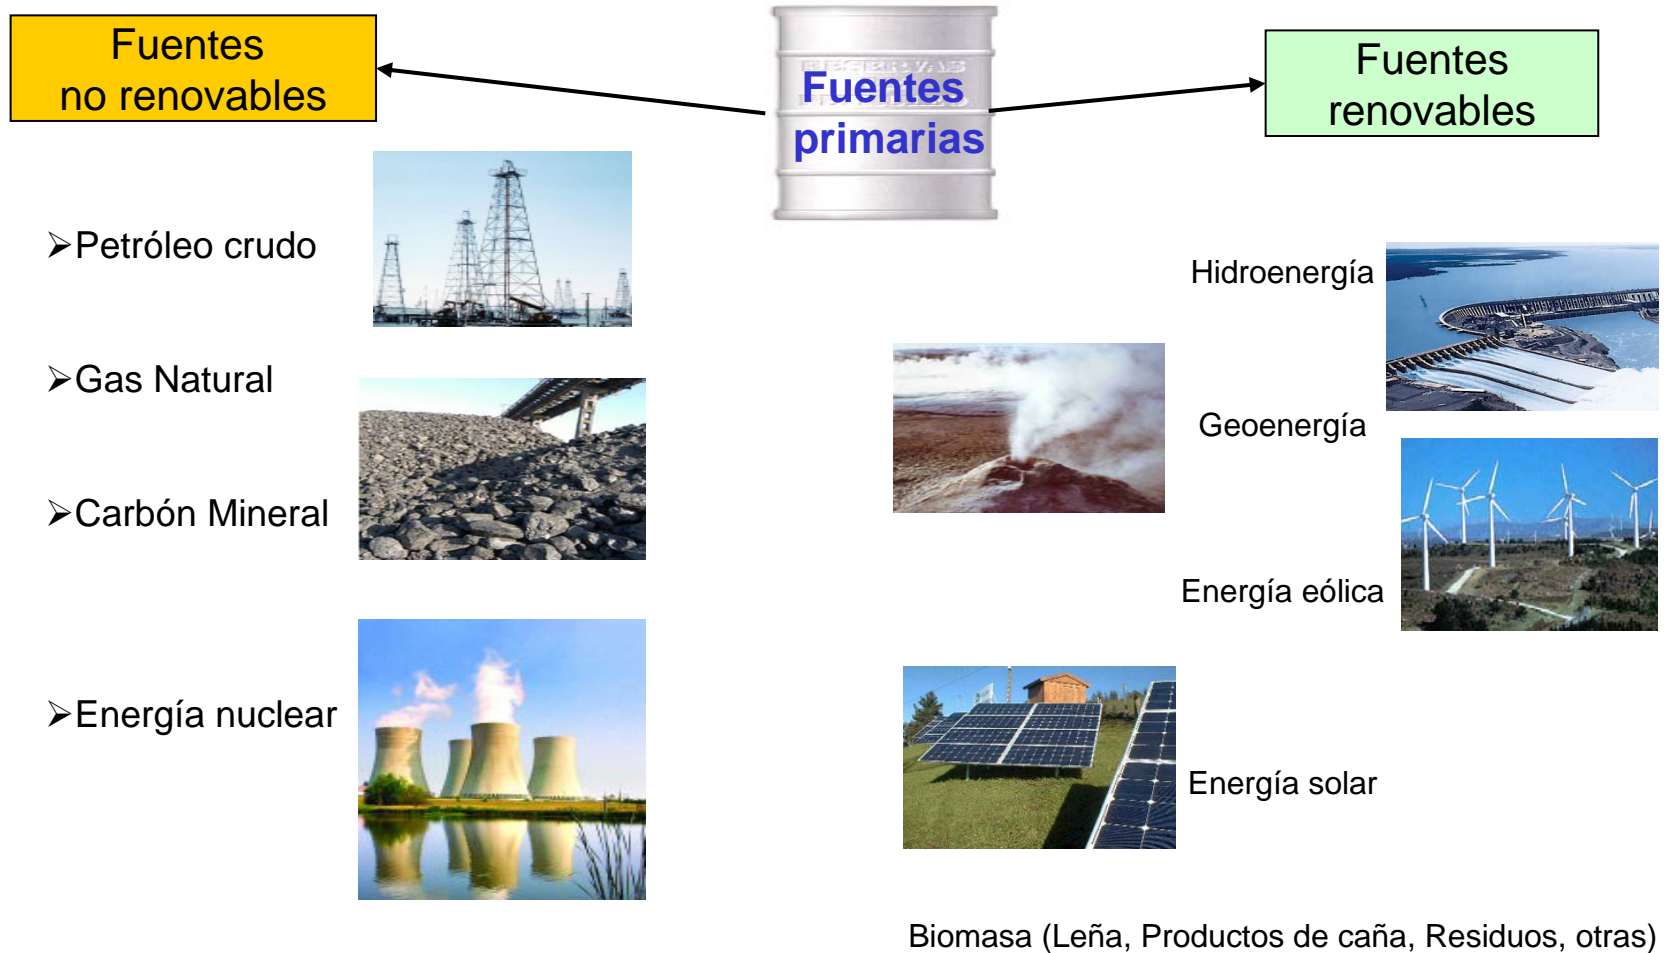 Fuentes
no renovables
Fuentes
primarias
Fuentes
renovables
➢Petróleo crudo
➢Gas Natural
➢Carbón Mineral
➢Energía nuclear
Hidroenergía
Geoenergía
Energía eólica
Energía solar
Biomasa (Leña, Productos de caña, Residuos, otras)